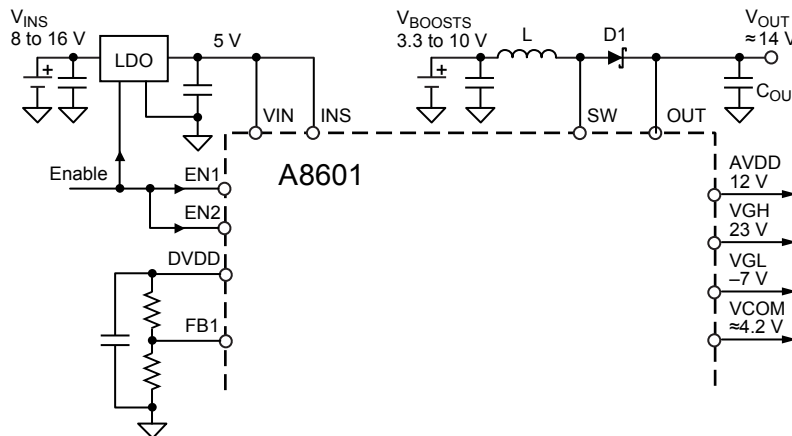 VINS
8 to 16 V
+
LDO
5 V
VBOOSTS
3.3 to 10 V
+
L
D1
VOUT
≈14 V
COU
VIN
INS
SW
OUT
Enable
EN1
A8601
EN2
DVDD
FB1
AVDD
12 V
VGH
23 V
VGL
–7 V
VCOM
≈4.2 V